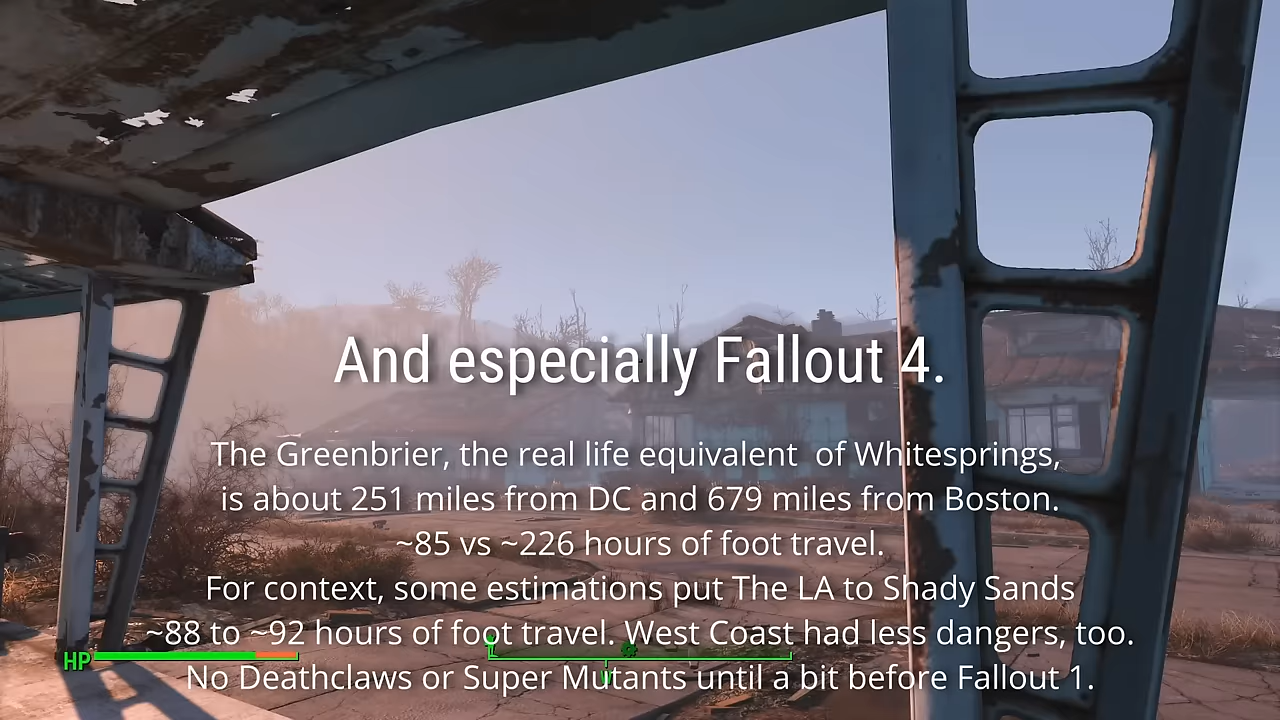 And especially Fallout 4.
The Greenbrier, the real life equivalent  of Whitesprings,
is about 251 miles from DC and 679 miles from Boston.
~85 vs ~226 hours of foot travel.
For context, some estimations put The LA to Shady Sands
~88 to ~92 hours of foot travel. West Coast had less dangers, too.
HP
W
No Deathclaws or Super Mutants until a bit before Fallout 1.